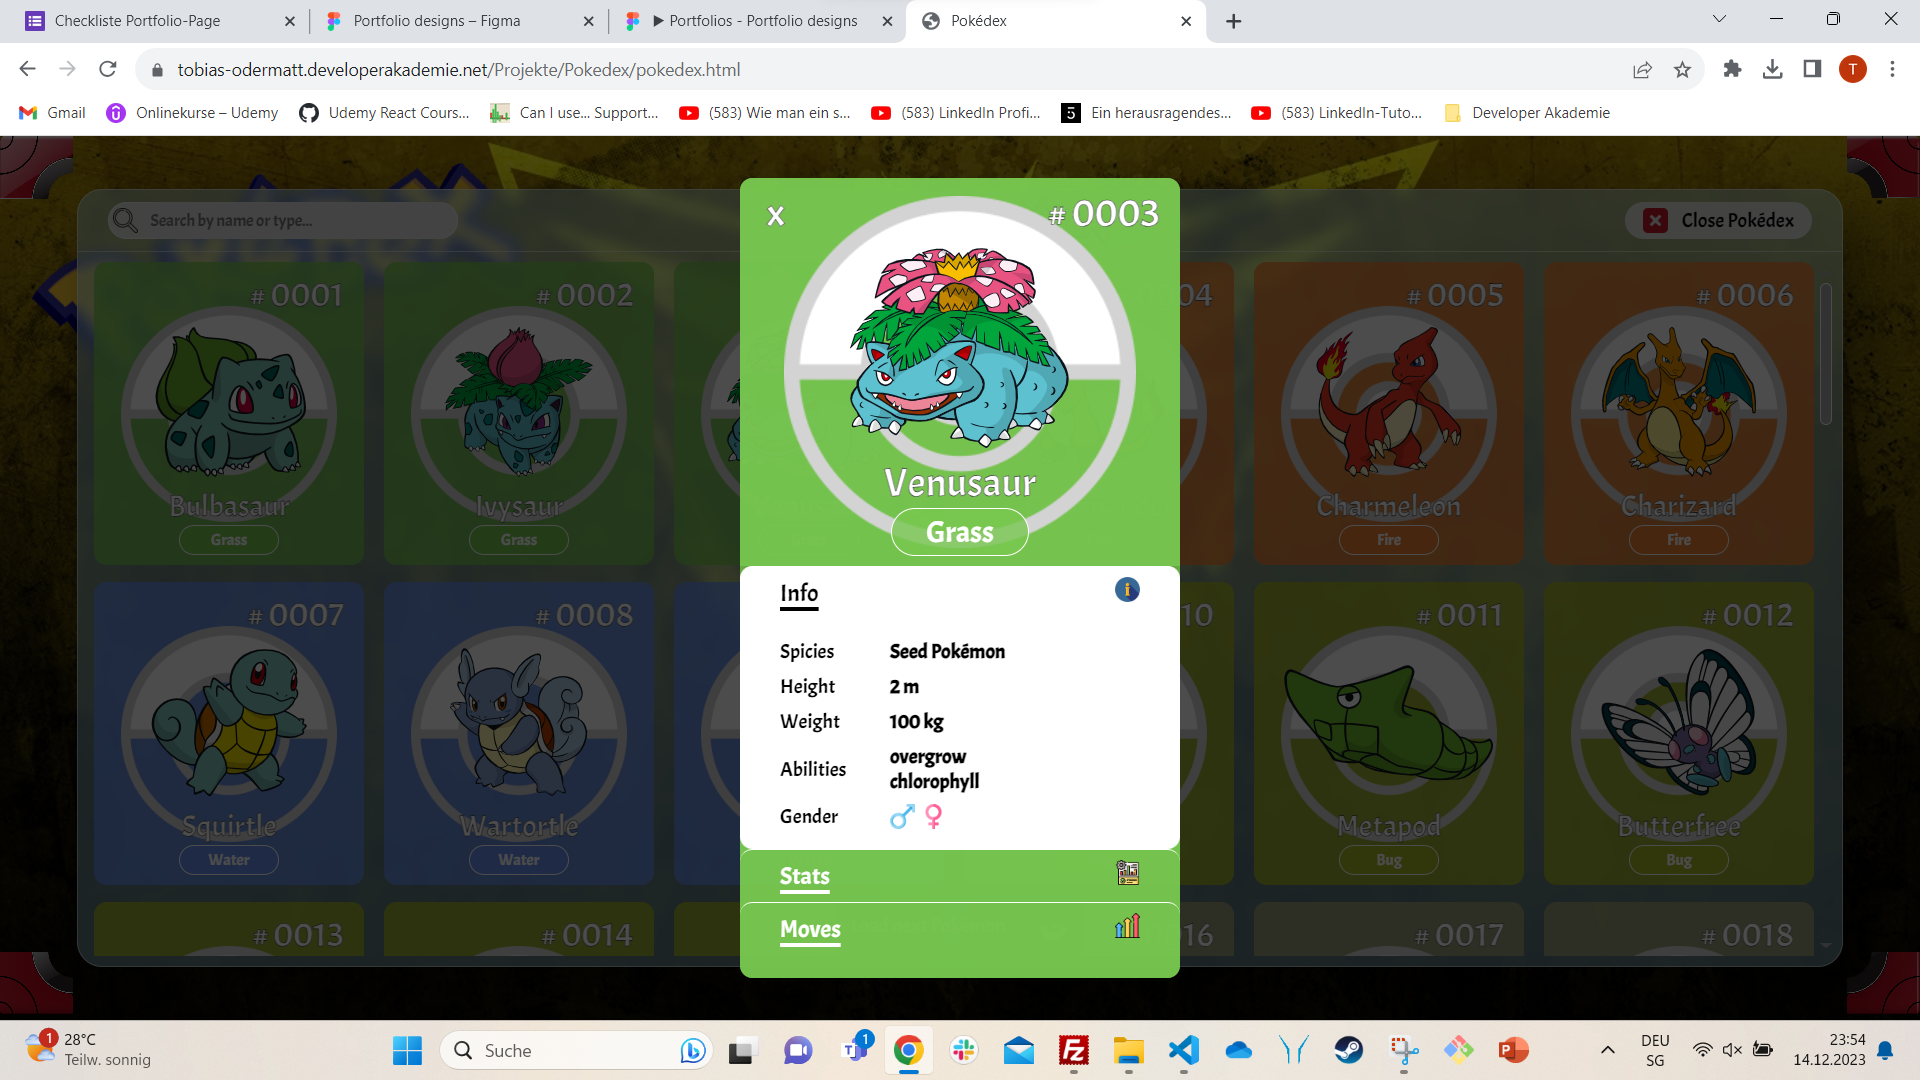 Checkliste Portfolio-Page
Portfolio designs – Figma
Portfolios - Portfolio designs
Pokédex
tobias-odermatt.developerakademie.net/Projekte/Pokedex/pokedex.html
T
Gmail
Onlinekurse – Udemy
Udemy React Cours...
Can I use... Support...
(583) Wie man ein s...
(583) LinkedIn Profi...
5
Ein herausragendes...
(583) LinkedIn-Tuto...
Developer Akademie
Search by name or type...
Close Pokédex
# 0001
Bulbasaur
Grass
# 0002
Ivysaur
Grass
X
# 0003
Venusaur
Grass
Info
i
Spicies Seed Pokémon
Height 2 m
Weight 100 kg
Abilities overgrow
chlorophyll
Gender
Stats
Moves
04
# 0005
Charmeleon
Fire
# 0006
Charizard
Fire
# 0007
Squirtle
Water
# 0008
Wartortle
Water
10
# 0011
Metapod
Bug
# 0012
Butterfree
Bug
# 0013
# 0014
16
# 0017
# 0018
1
28°C
Teilw. sonnig
Suche
1
DEU
SG
23:54
14.12.2023